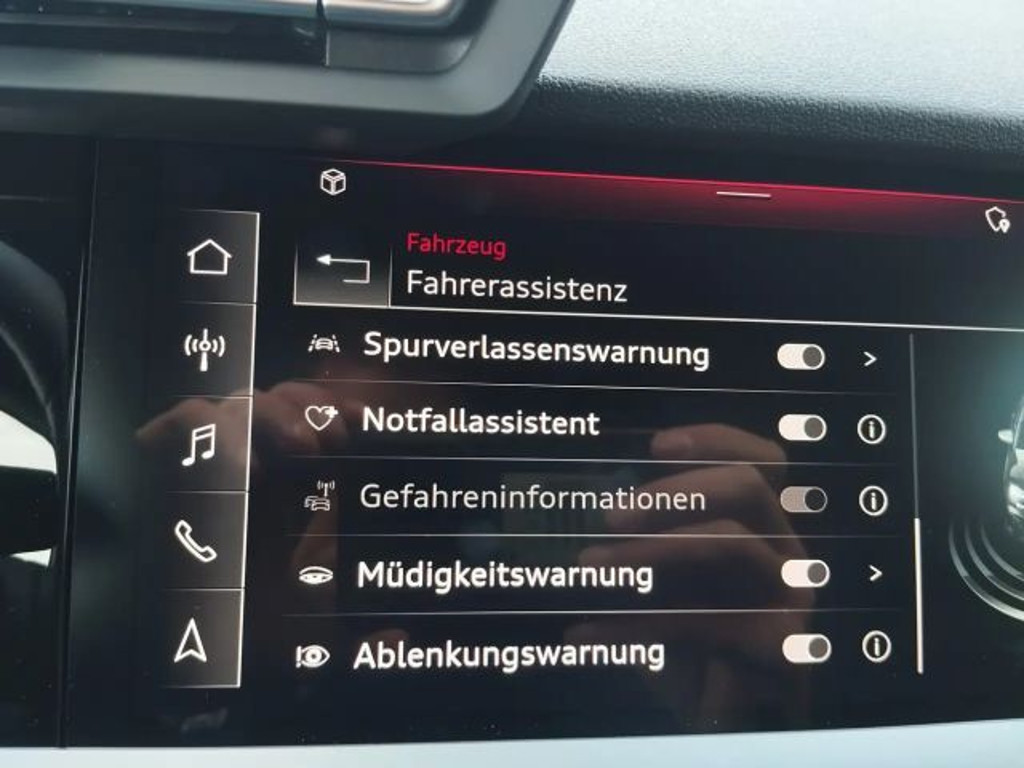 Fahrzeug
Fahrerassistenz
Spurverlassenswarnung
Notfallassistent
Gefahreninformationen
Müdigkeitswarnung
Ablenkungswarnung